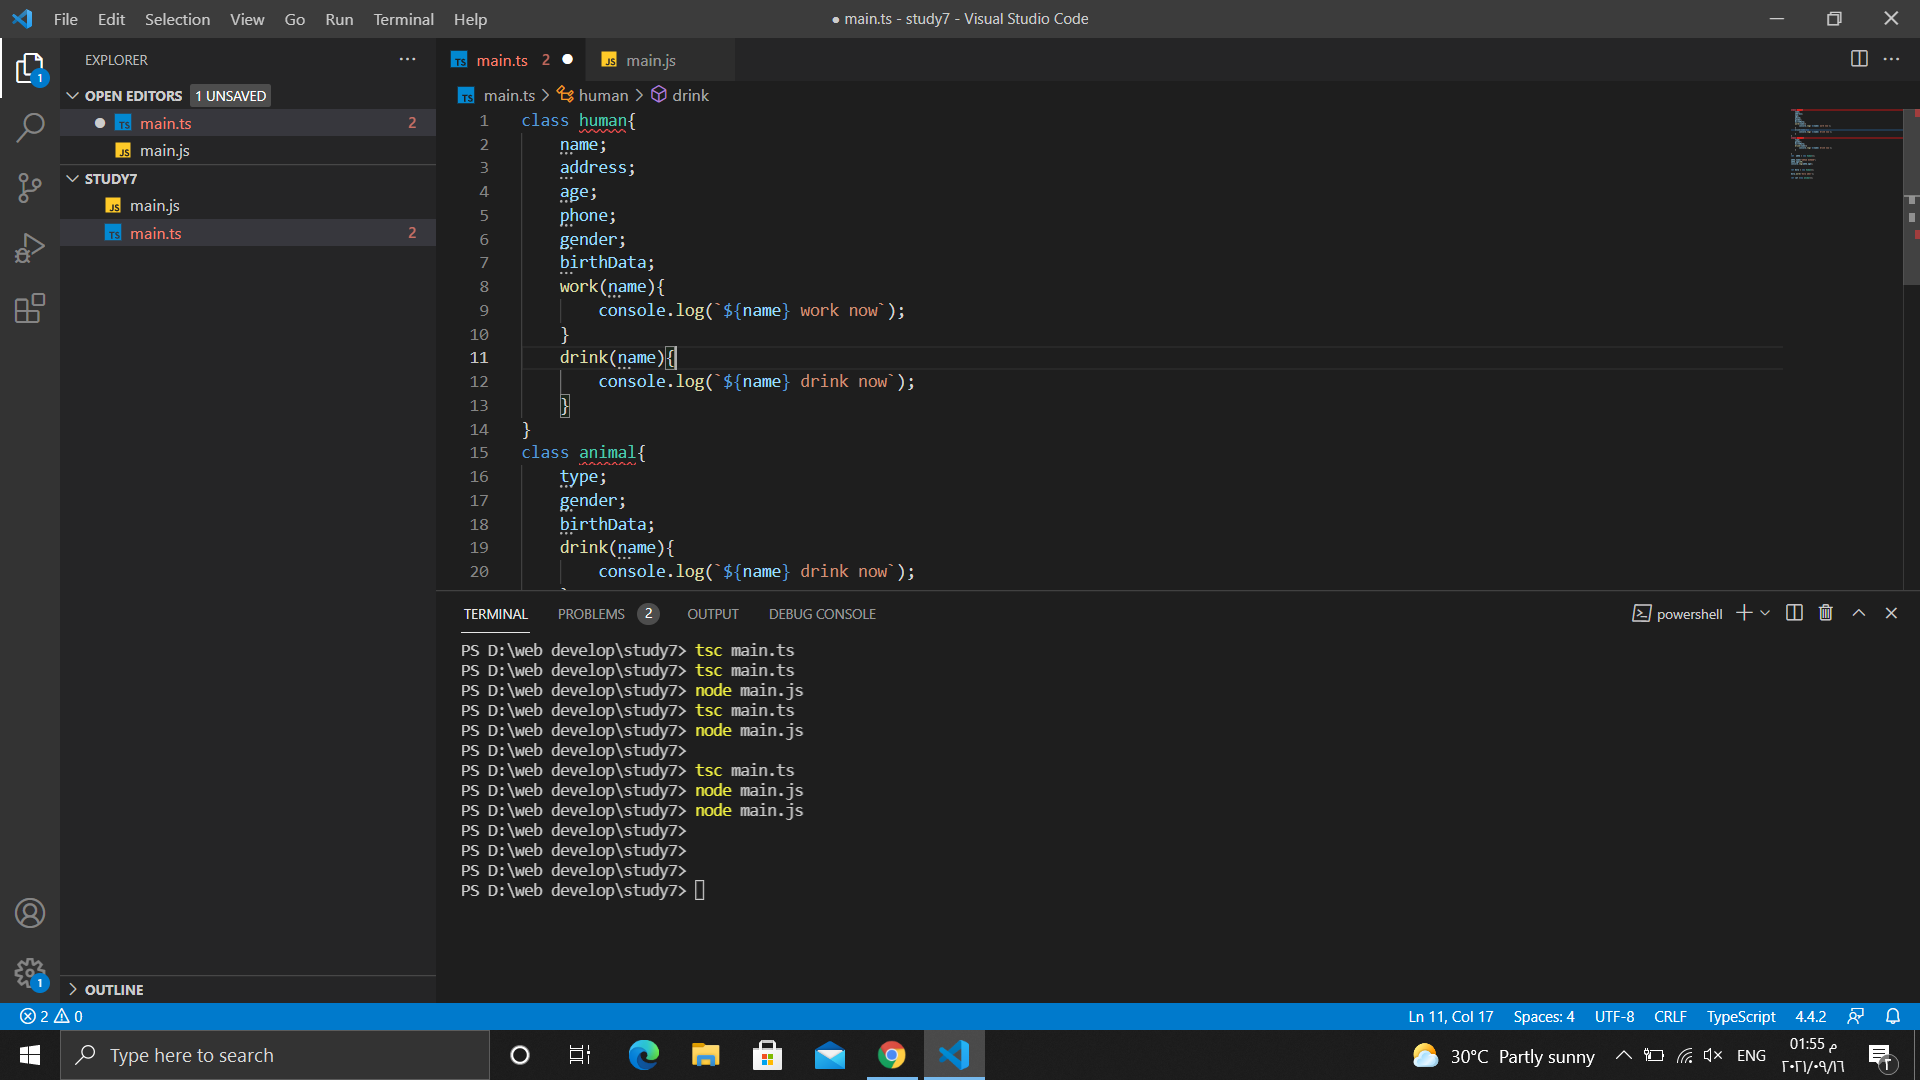 File Edit Selection View Go Run Terminal Help
● main.ts - study7 - Visual Studio Code
EXPLORER
OPEN EDITORS 1 UNSAVED
main.ts 2
main.js
STUDY7
main.js
main.ts 2
OUTLINE
main.ts 2
main.js
main.ts > human > drink
1 class human{
2 name;
3 address;
4 age;
5 phone;
6 gender;
7 birthData;
8 work(name){
9 console.log(`${name} work now`);
10 }
11 drink(name){
12 console.log(`${name} drink now`);
13 }
14 }
15 class animal{
16 type;
17 gender;
18 birthData;
19 drink(name){
20 console.log(`${name} drink now`);
TERMINAL PROBLEMS 2 OUTPUT DEBUG CONSOLE
powershell
PS D:\web develop\study7> tsc main.ts
PS D:\web develop\study7> tsc main.ts
PS D:\web develop\study7> node main.js
PS D:\web develop\study7> tsc main.ts
PS D:\web develop\study7> node main.js
PS D:\web develop\study7>
PS D:\web develop\study7> tsc main.ts
PS D:\web develop\study7> node main.js
PS D:\web develop\study7> node main.js
PS D:\web develop\study7>
PS D:\web develop\study7>
PS D:\web develop\study7>
PS D:\web develop\study7>
2 0
Ln 11, Col 17 Spaces: 4 UTF-8 CRLF TypeScript 4.4.2
Type here to search
30°C Partly sunny
ENG
01:55 م
٢٠٢١/٠٩/١٦
٢